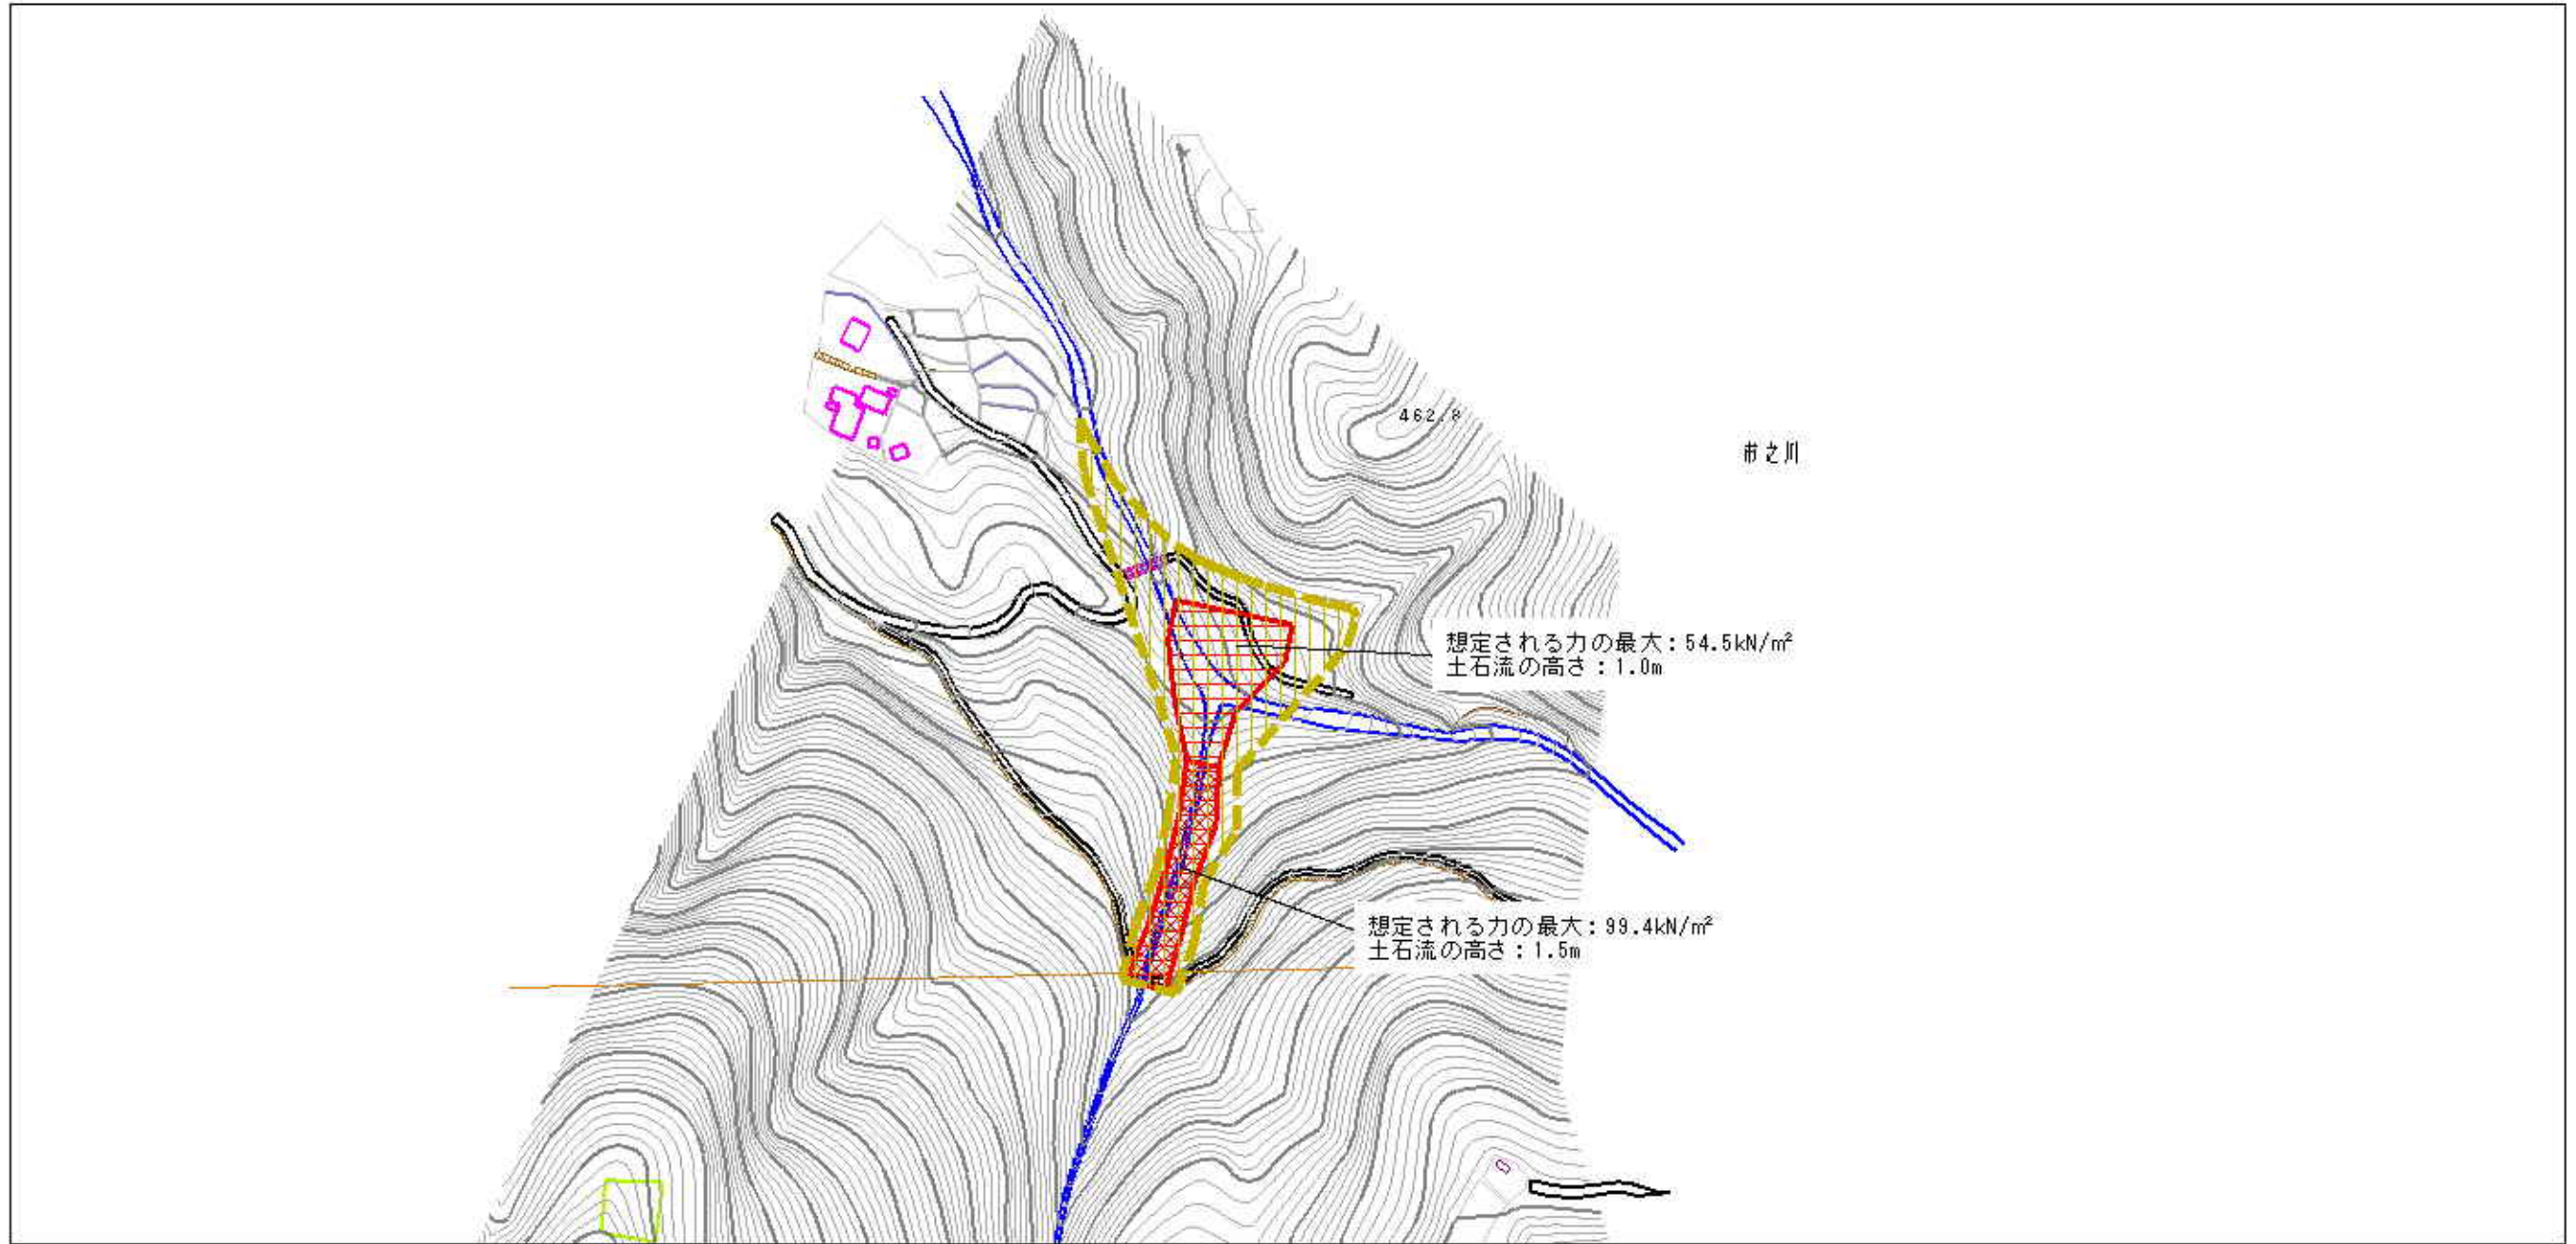 462.8
市之川
想定される力の最大：54.5kN/m²
土石流の高さ：1.0m
想定される力の最大：99.4kN/m²
土石流の高さ：1.5m